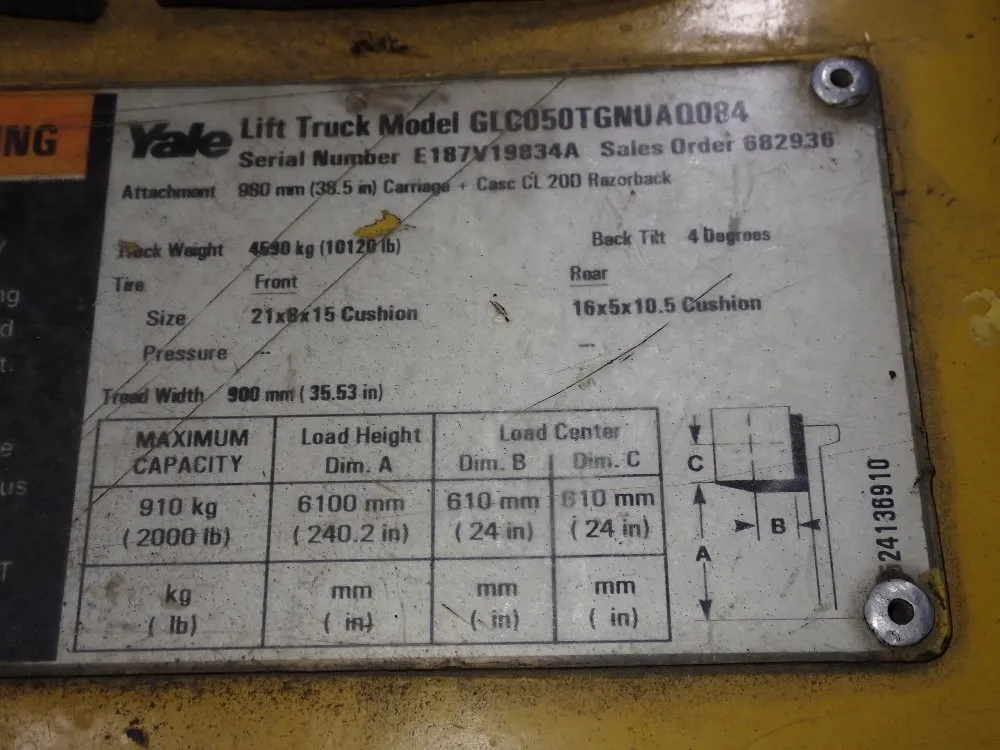 NG
ng
d
t.
e
us
T
Yale Lift Truck Model GLC050TGNUAQ084
Serial Number E187V19834A Sales Order 682936
Attachment 980 mm (38.5 in) Carriage + Casc CL 20D Razorback
Truck Weight 4590 kg (10120 lb) Back Tilt 4 Degrees
Tire Front Rear
Size 21x8x15 Cushion 16x5x10.5 Cushion
Pressure -- ---
Tread Width 900 mm ( 35.53 in)
MAXIMUM Load Height Load Center
CAPACITY Dim. A Dim. B Dim. C
910 kg 6100 mm 610 mm 610 mm
( 2000 lb) ( 240.2 in) ( 24 in) ( 24 in)
kg mm mm mm
( lb) ( in) ( in) ( in)
C
B
A
524136910